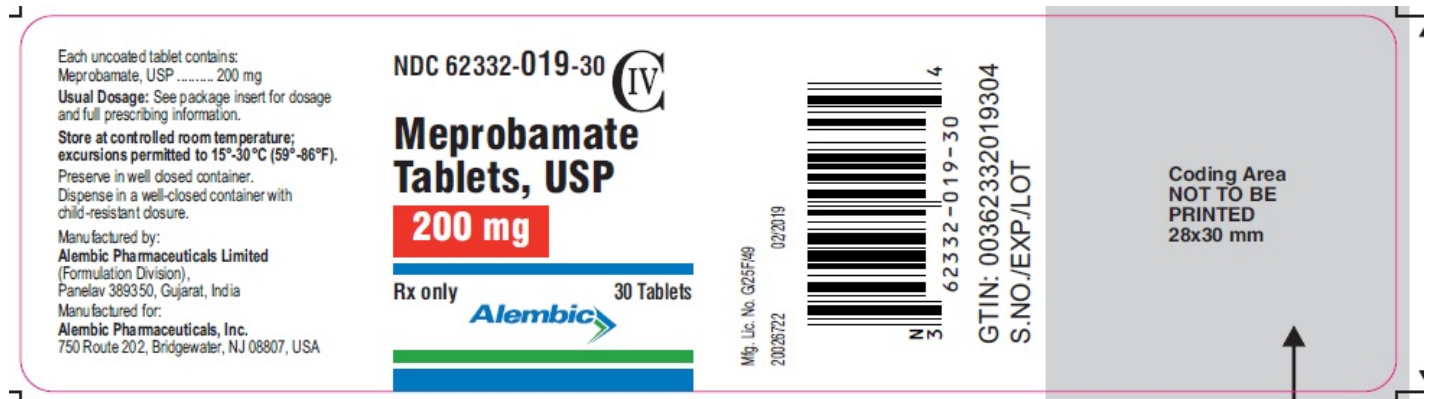 Each uncoated tablet contains:
Meprobamate, USP .......... 200 mg
Usual Dosage: See package insert for dosage
and full prescribing information.
Store at controlled room temperature;
excursions permitted to 15°-30°C (59°-86°F).
Preserve in well closed container.
Dispense in a well-closed container with
child-resistant closure.
Manufactured by:
Alembic Pharmaceuticals Limited
(Formulation Division),
Panelav 389350, Gujarat, India
Manufactured for:
Alembic Pharmaceuticals, Inc.
750 Route 202, Bridgewater, NJ 08807, USA
NDC 62332-019-30
CIV
Meprobamate
Tablets, USP
200 mg
Rx only 30 Tablets
Alembic
Mfg. Lic. No. G/25F/49
20026722 02/2019
N
3 62332-019-30 4
GTIN: 00362332019304
S.NO./EXP./LOT
Coding Area
NOT TO BE
PRINTED
28x30 mm